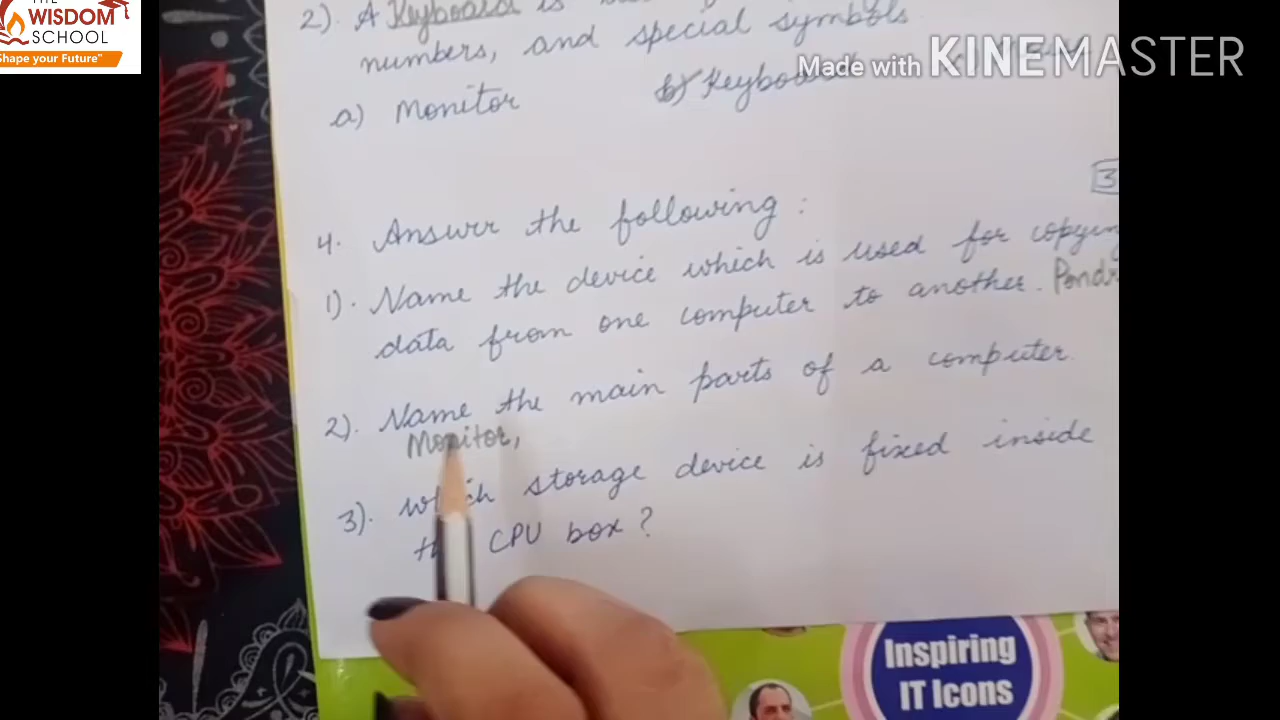 THE
WISDOM
SCHOOL
Shape your Future"
Made with KINEMASTER
2). A Keyboard is
numbers, and special symbols
a) Monitor b) Keyboard
3
4. Answer the following :
1). Name the device which is used for copyin
data from one computer to another. Pendr
2). Name the main parts of a computer
Monitor,
3). which storage device is fixed inside
CPU box?
Inspiring
IT Icons